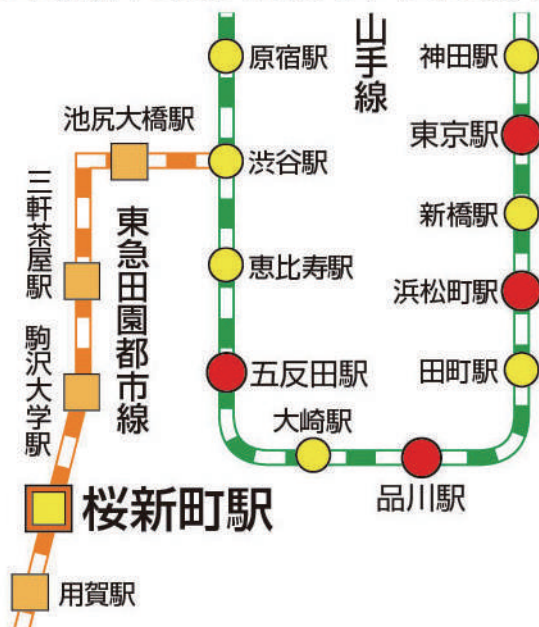 山手線
原宿駅
神田駅
池尻大橋駅
東京駅
渋谷駅
三軒茶屋駅
東急田園都市線
新橋駅
恵比寿駅
浜松町駅
駒沢大学駅
五反田駅
田町駅
大崎駅
品川駅
桜新町駅
用賀駅